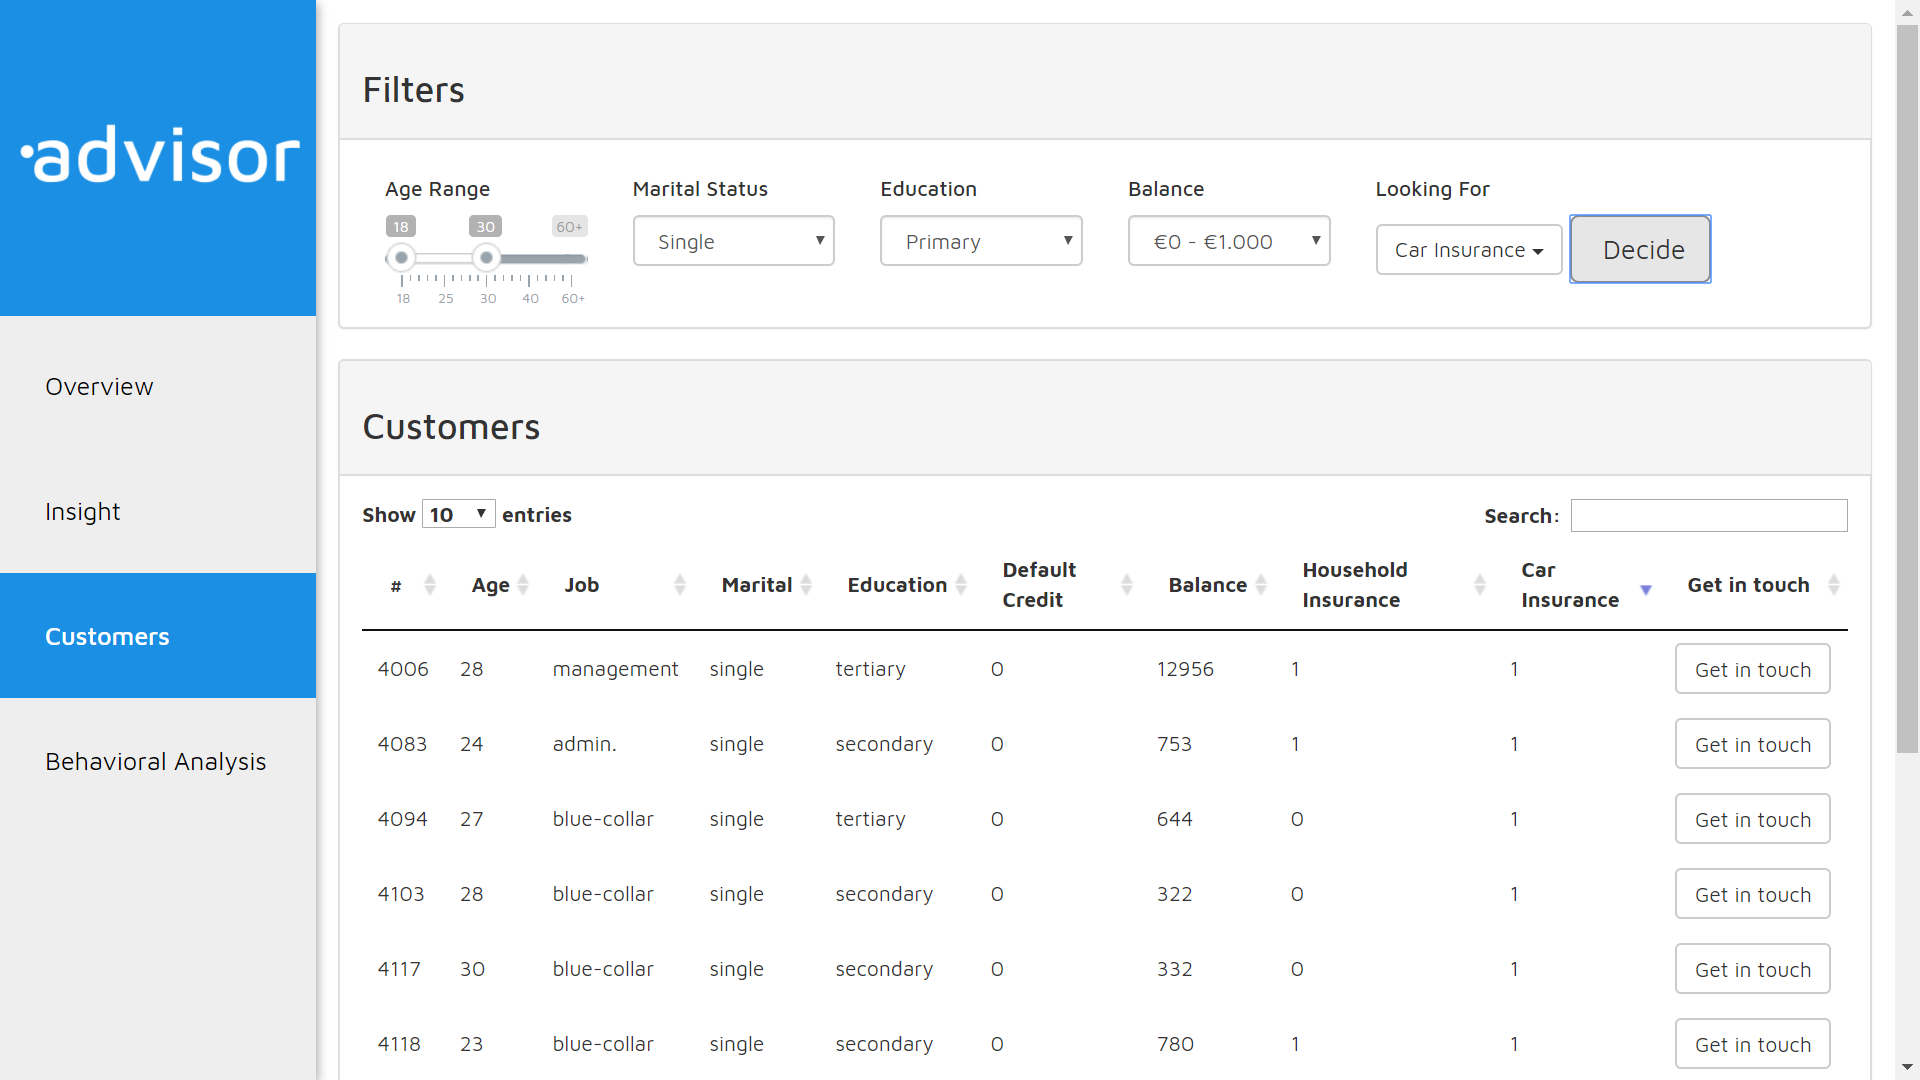 advisor
Overview
Insight
Customers
Behavioral Analysis
Filters
Age Range Marital Status Education Balance Looking For
18 30 60+
Single Primary €0 - €1.000 Car Insurance Decide
18 25 30 40 60+
Customers
Show 10 entries Search:
# Age Job Marital Education Default Credit Balance Household Insurance Car Insurance Get in touch
4006 28 management single tertiary 0 12956 1 1 Get in touch
4083 24 admin. single secondary 0 753 1 1 Get in touch
4094 27 blue-collar single tertiary 0 644 0 1 Get in touch
4103 28 blue-collar single secondary 0 322 0 1 Get in touch
4117 30 blue-collar single secondary 0 332 0 1 Get in touch
4118 23 blue-collar single secondary 0 780 1 1 Get in touch